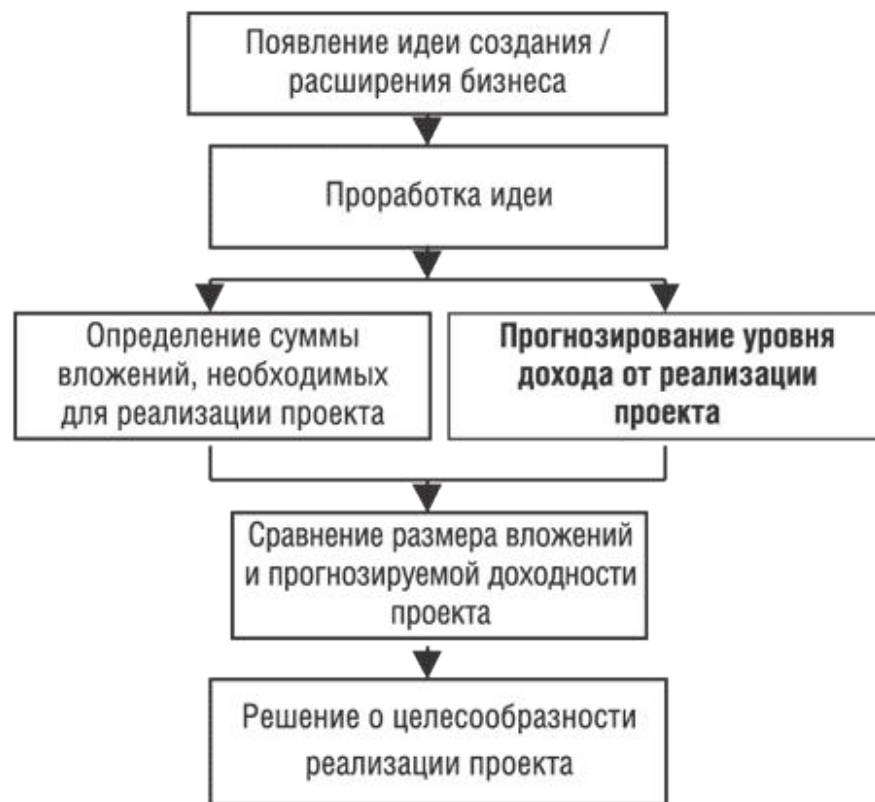 Появление идеи создания /
расширения бизнеса
Проработка идеи
Определение суммы
вложений, необходимых
для реализации проекта
Прогнозирование уровня
дохода от реализации
проекта
Сравнение размера вложений
и прогнозируемой доходности
проекта
Решение о целесообразности
реализации проекта